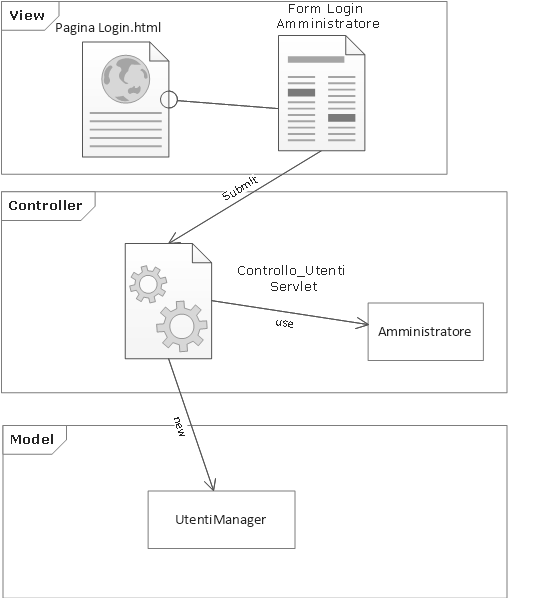 View
Pagina Login.html
Form Login
Amministratore
Submit
Controller
Controllo_Utenti
Servlet
use
Amministratore
new
Model
UtentiManager